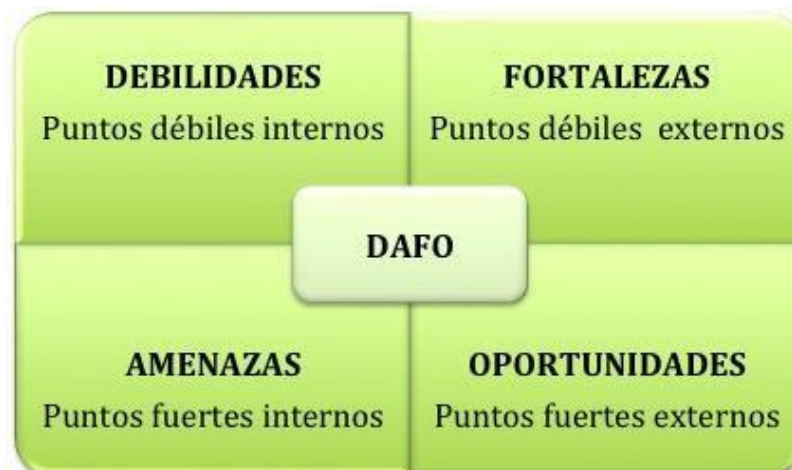 DEBILIDADES
Puntos débiles internos
FORTALEZAS
Puntos débiles externos
DAFO
AMENAZAS
Puntos fuertes internos
OPORTUNIDADES
Puntos fuertes externos